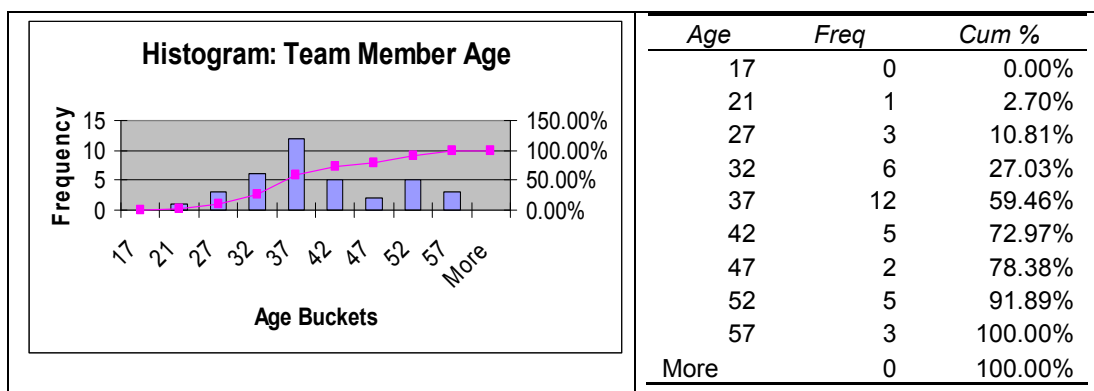 Histogram: Team Member Age
Frequency
15
10
5
0
150.00%
100.00%
50.00%
0.00%
17 21 27 32 37 42 47 52 57 More
Age Buckets
Age Freq Cum %
17 0 0.00%
21 1 2.70%
27 3 10.81%
32 6 27.03%
37 12 59.46%
42 5 72.97%
47 2 78.38%
52 5 91.89%
57 3 100.00%
More 0 100.00%